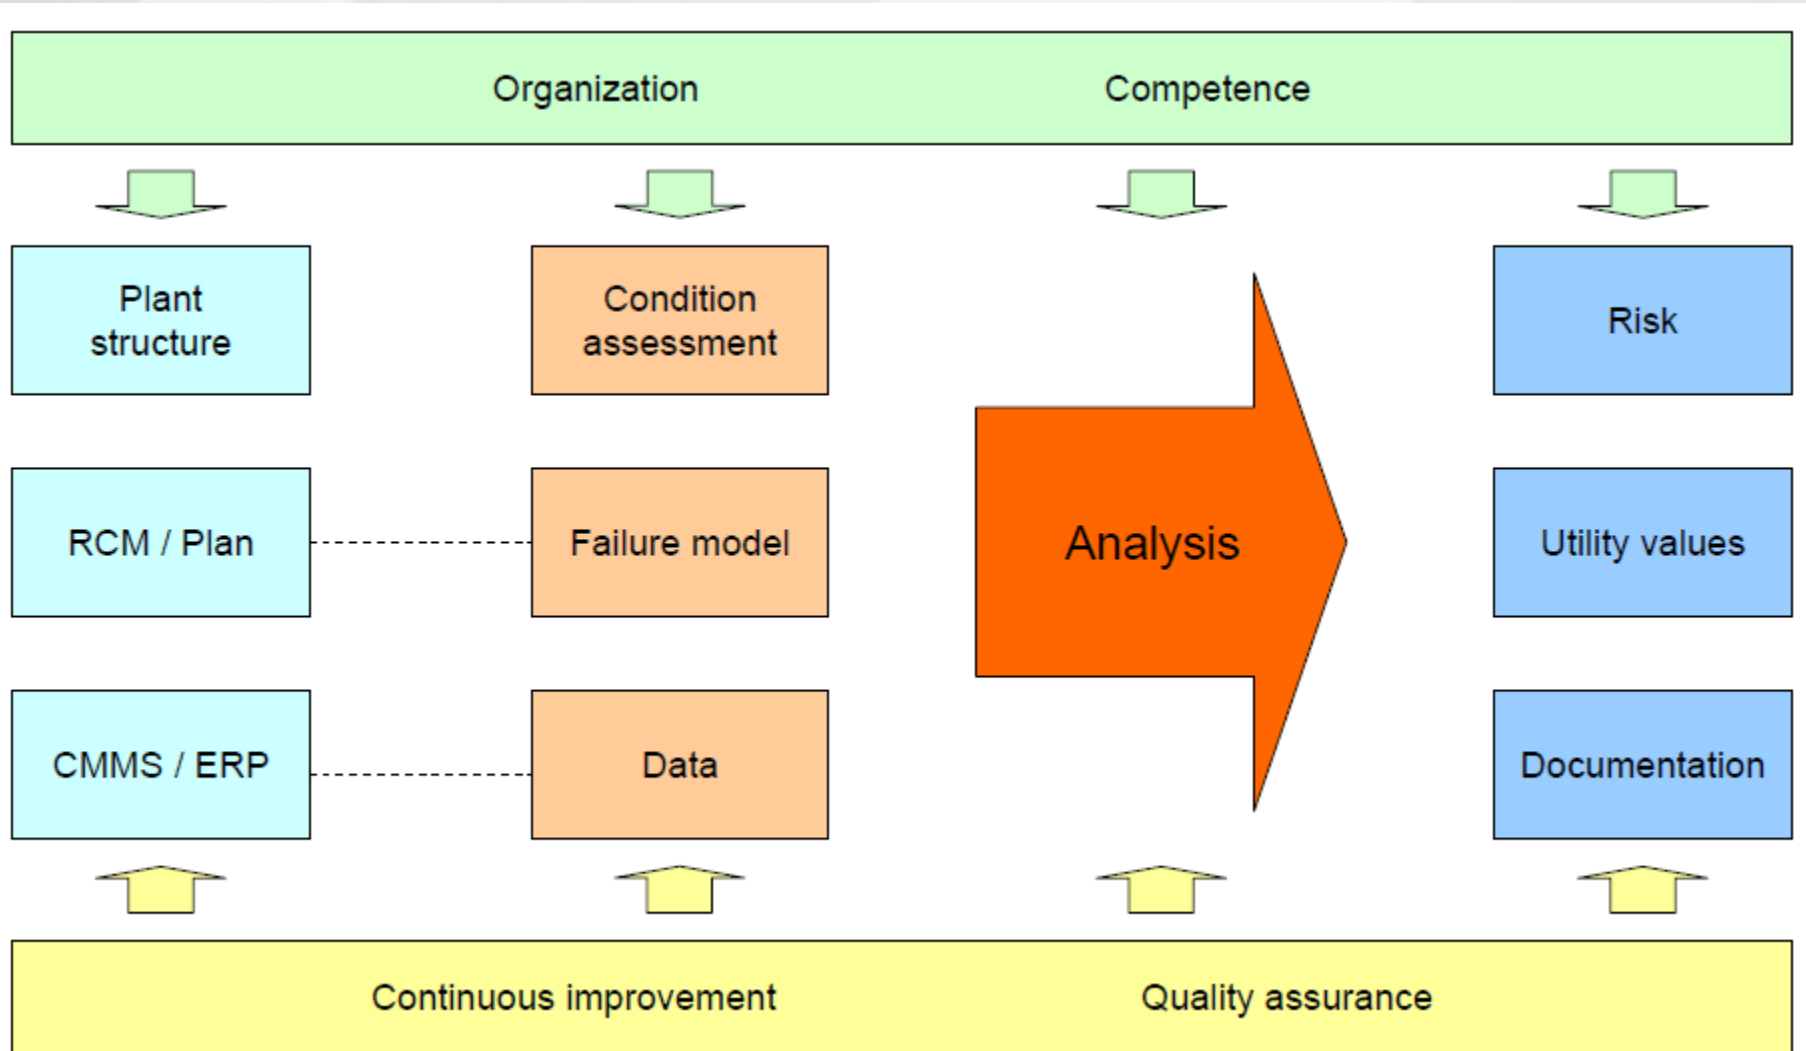 Organization Competence
Plant
structure
Condition
assessment
Risk
RCM / Plan
Failure model
Analysis
Utility values
CMMS / ERP
Data
Documentation
Continuous improvement Quality assurance